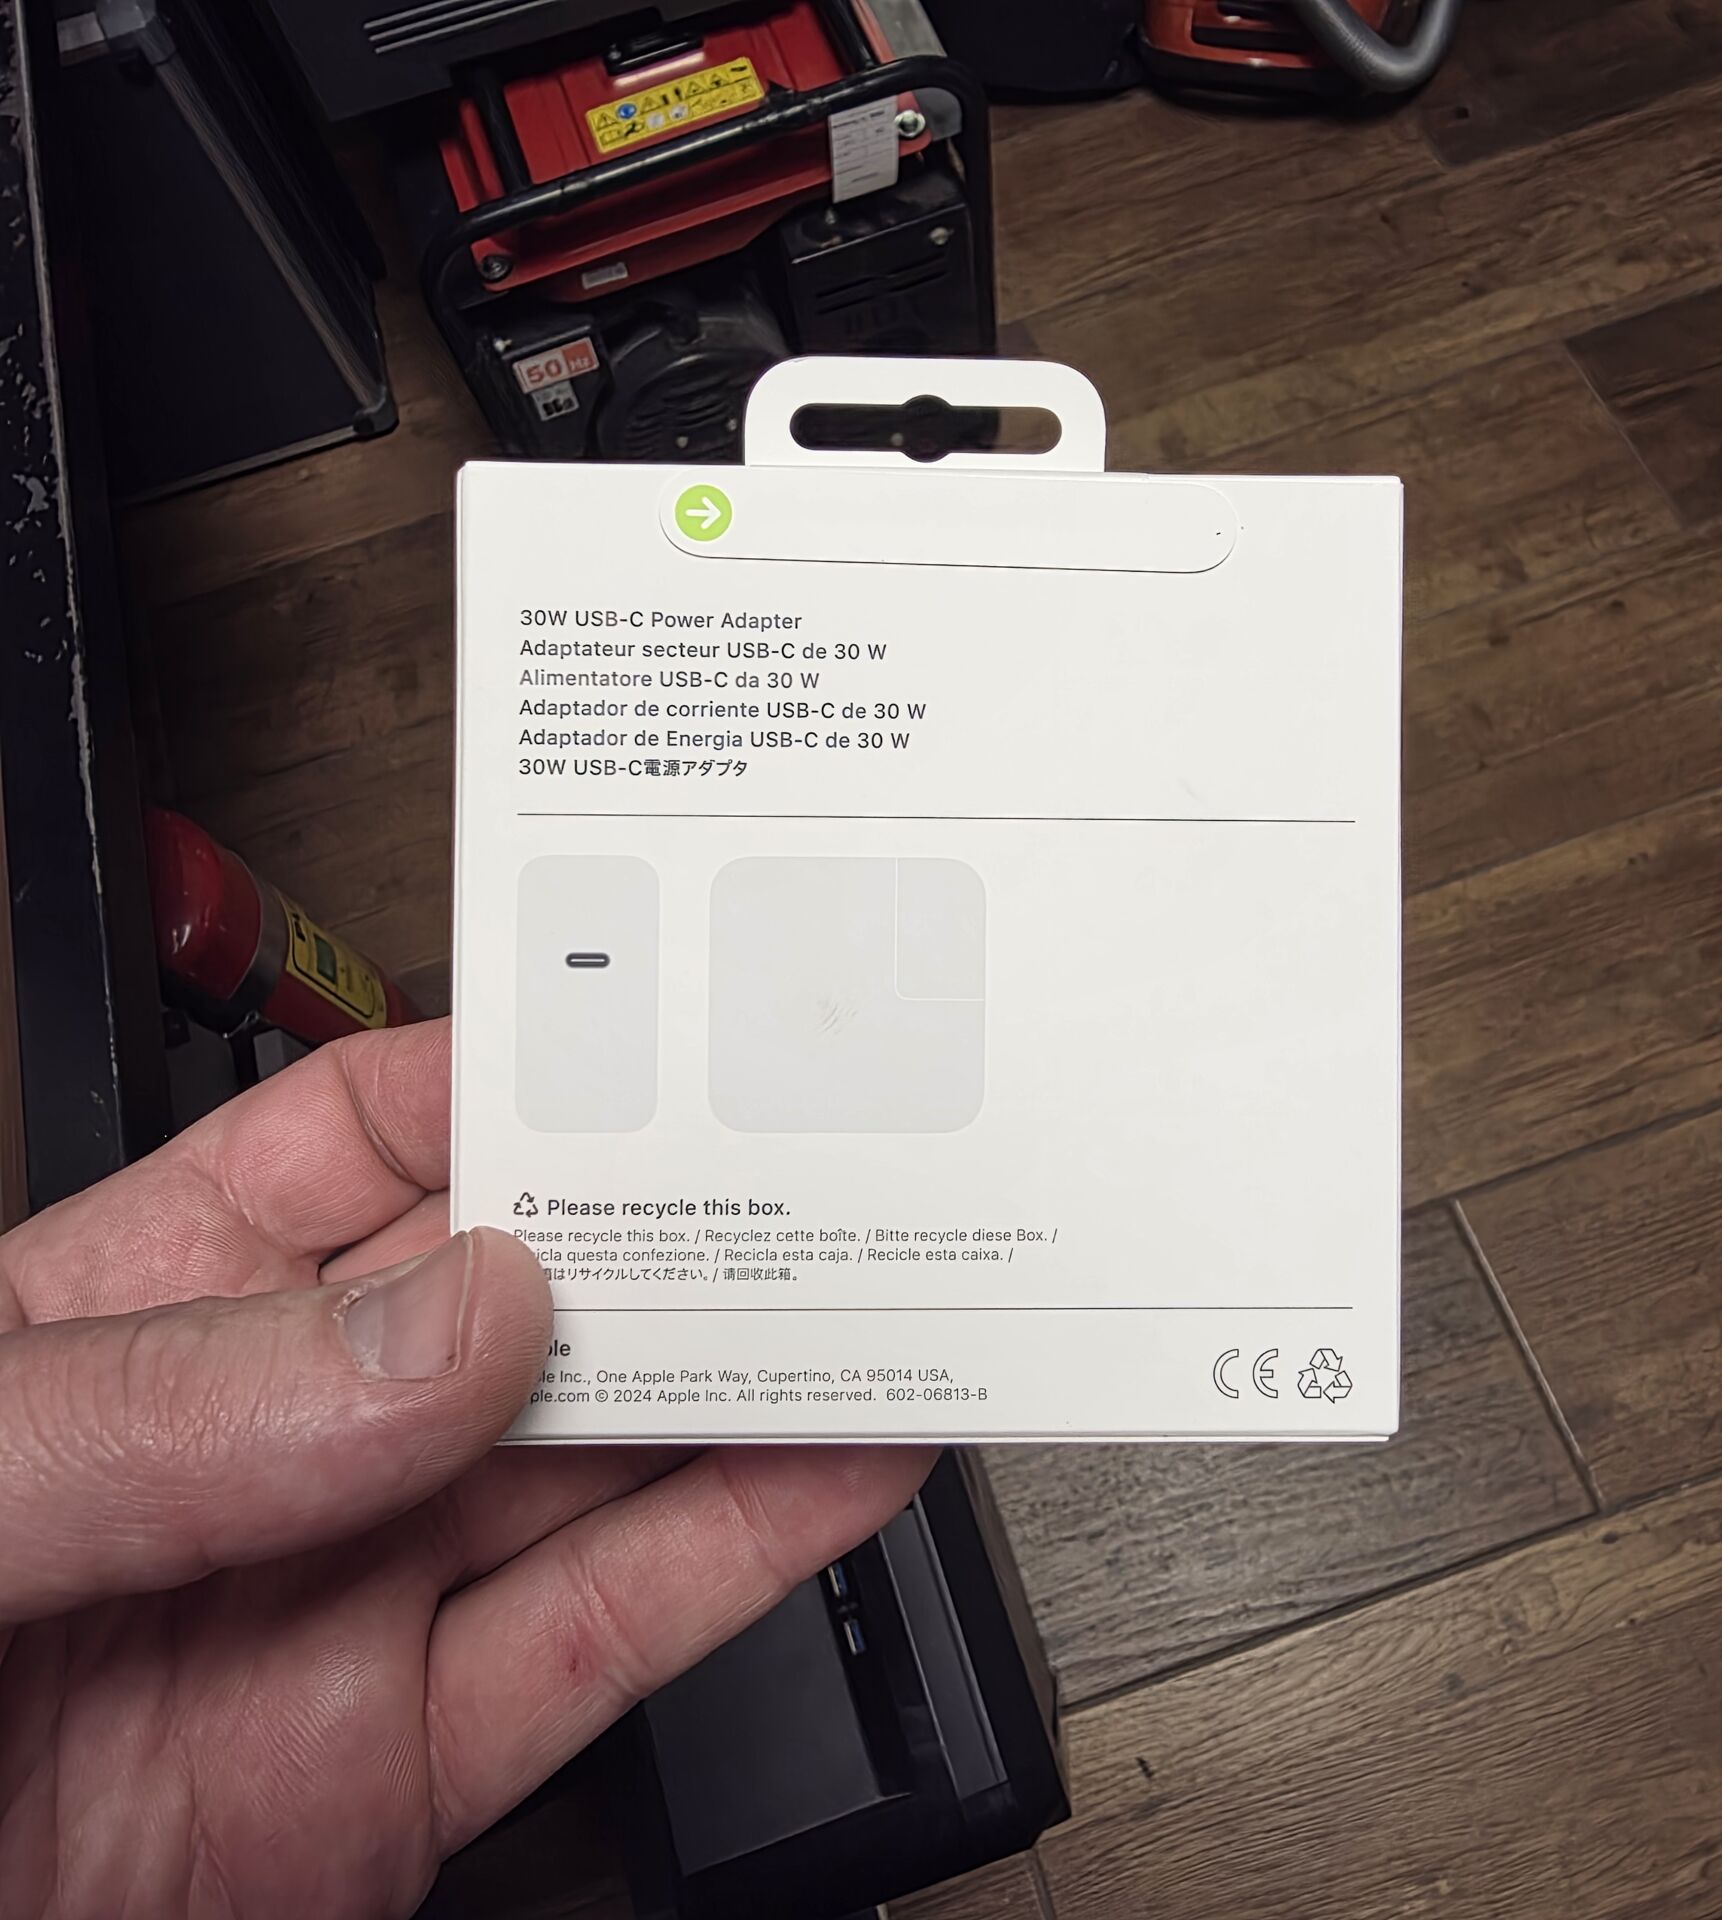 50 Hz
30W USB-C Power Adapter
Adaptateur secteur USB-C de 30 W
Alimentatore USB-C da 30 W
Adaptador de corriente USB-C de 30 W
Adaptador de Energia USB-C de 30 W
30W USB-C電源アダプタ
Please recycle this box.
Please recycle this box. / Recyclez cette boîte. / Bitte recycle diese Box. /
questa confezione. / Recicla esta caja. / Recicle esta caixa. /
はリサイクルしてください。/ 请回收此箱。
Inc., One Apple Park Way, Cupertino, CA 95014 USA,
© 2024 Apple Inc. All rights reserved. 602-06813-B
CE